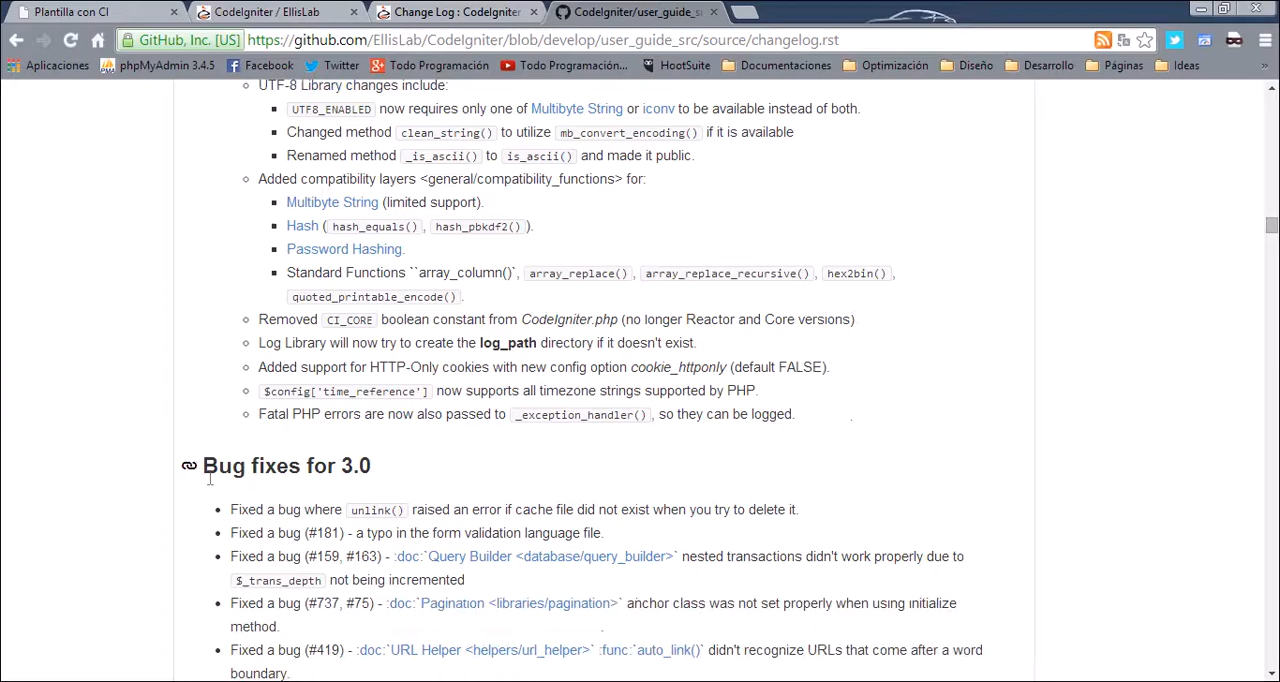 Plantilla con CI
CodeIgniter / EllisLab
Change Log : CodeIgniter
CodeIgniter/user_guide_s
GitHub, Inc. [US] https://github.com/EllisLab/CodeIgniter/blob/develop/user_guide_src/source/changelog.rst
Aplicaciones phpMyAdmin 3.4.5 Facebook Twitter Todo Programación Todo Programación... HootSuite Documentaciones Optimización Diseño Desarrollo Páginas Ideas »
UTF-8 Library changes include:
UTF8_ENABLED now requires only one of Multibyte String or iconv to be available instead of both.
Changed method clean_string() to utilize mb_convert_encoding() if it is available
Renamed method _is_ascii() to is_ascii() and made it public.
Added compatibility layers <general/compatibility_functions> for:
Multibyte String (limited support).
Hash (hash_equals(), hash_pbkdf2()).
Password Hashing.
Standard Functions ``array_column()`, array_replace(), array_replace_recursive(), hex2bin(),
quoted_printable_encode().
Removed CI_CORE boolean constant from CodeIgniter.php (no longer Reactor and Core versions)
Log Library will now try to create the log_path directory if it doesn't exist.
Added support for HTTP-Only cookies with new config option cookie_httponly (default FALSE).
$config['time_reference'] now supports all timezone strings supported by PHP.
Fatal PHP errors are now also passed to _exception_handler(), so they can be logged.
Bug fixes for 3.0
Fixed a bug where unlink() raised an error if cache file did not exist when you try to delete it.
Fixed a bug (#181) - a typo in the form validation language file.
Fixed a bug (#159, #163) - :doc:`Query Builder <database/query_builder>` nested transactions didn't work properly due to
$_trans_depth not being incremented
Fixed a bug (#737, #75) - :doc:`Pagination <libraries/pagination>` anchor class was not set properly when using initialize
method.
Fixed a bug (#419) - :doc:`URL Helper <helpers/url_helper>` :func:`auto_link()` didn't recognize URLs that come after a word
boundary.